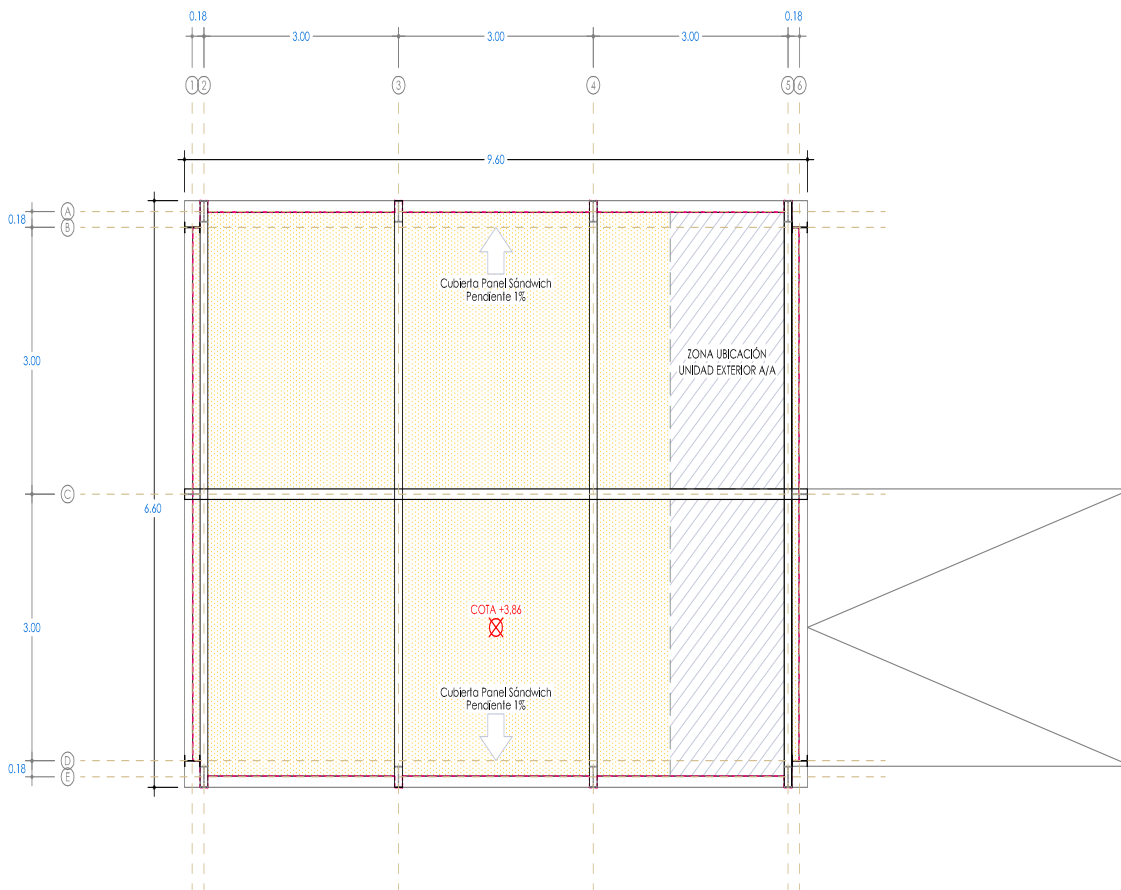 0.18
0.18
3.00
3.00
3.00
1
2
3
4
5
6
9.60
A
0.18
B
Cubierta Panel Sándwich
Pendiente 1%
ZONA UBICACIÓN
UNIDAD EXTERIOR A/A
3.00
C
6.60
COTA +3,86
3.00
Cubierta Panel Sándwich
Pendiente 1%
D
0.18
E